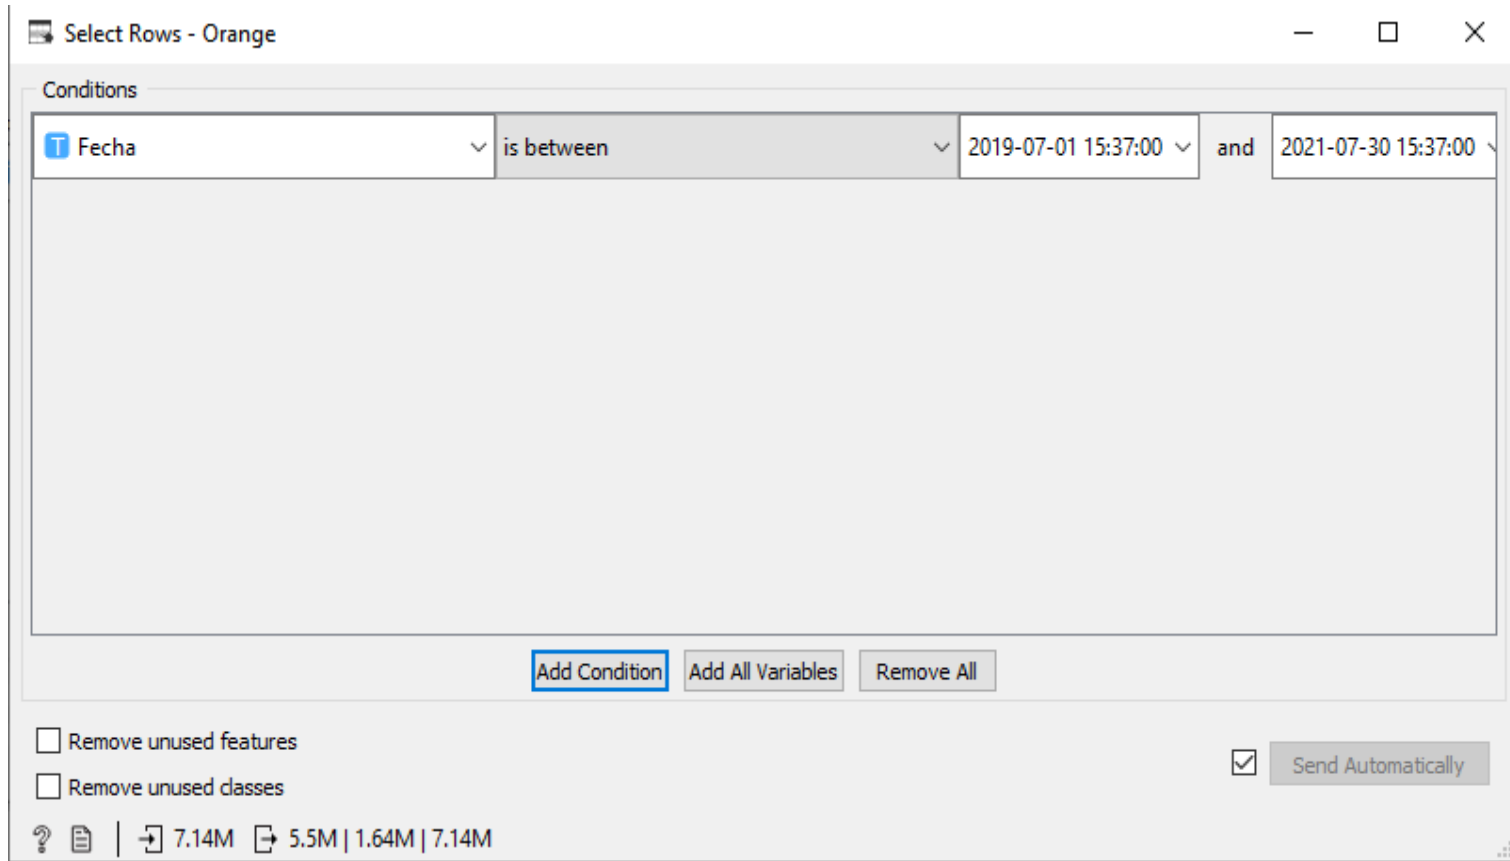 Select Rows - Orange
Conditions
T Fecha is between 2019-07-01 15:37:00 and 2021-07-30 15:37:00
Add Condition Add All Variables Remove All
Remove unused features
Send Automatically
Remove unused classes
? 7.14M 5.5M | 1.64M | 7.14M